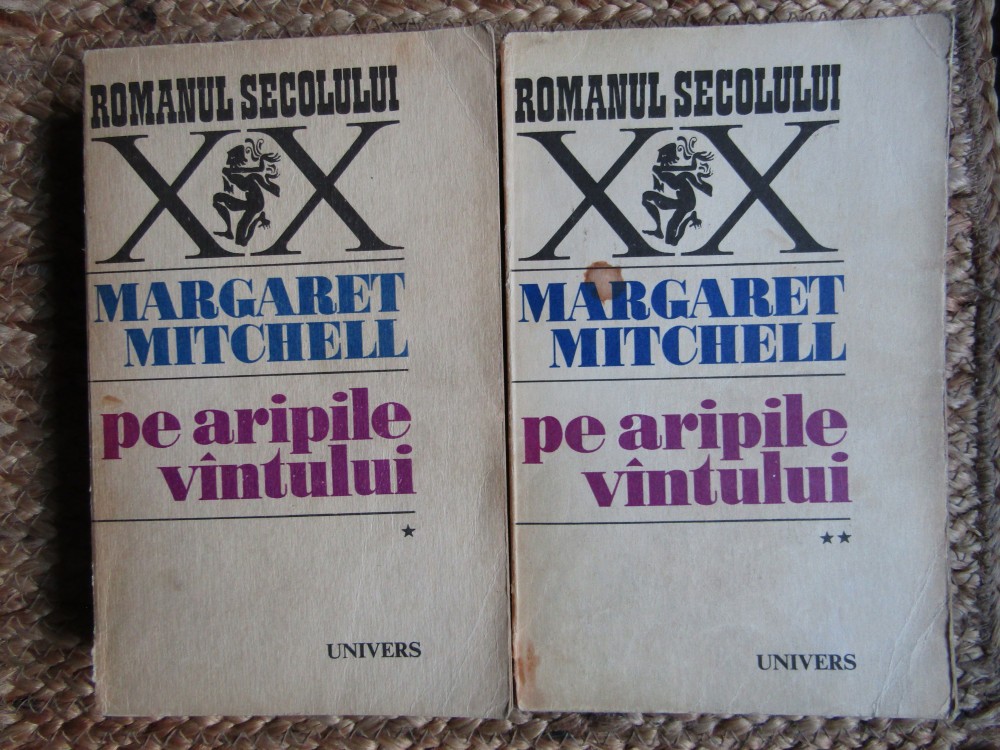 ROMANUL SECOLULUI
XX
MARGARET
MITCHELL
pe aripile
vîntului
★
UNIVERS
ROMANUL SECOLULUI
XX
MARGARET
MITCHELL
pe aripile
vîntului
★★
UNIVERS